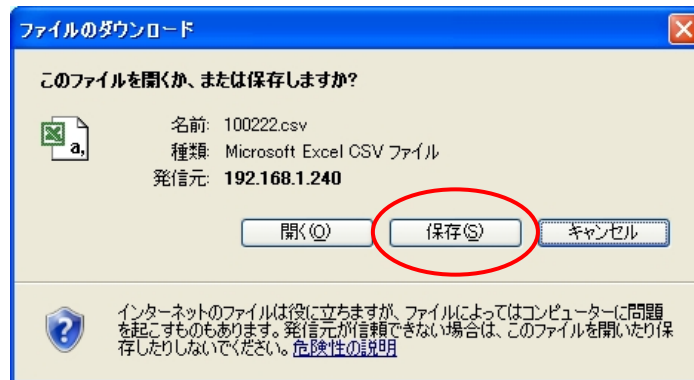 ファイルのダウンロード
このファイルを開くか、または保存しますか?
a,
名前: 100222.csv
種類: Microsoft Excel CSV ファイル
発信元: 192.168.1.240
開く(O) 保存(S) キャンセル
インターネットのファイルは役に立ちますが、ファイルによってはコンピューターに問題
を起こすものもあります。発信元が信頼できない場合は、このファイルを開いたり保
存したりしないでください。危険性の説明